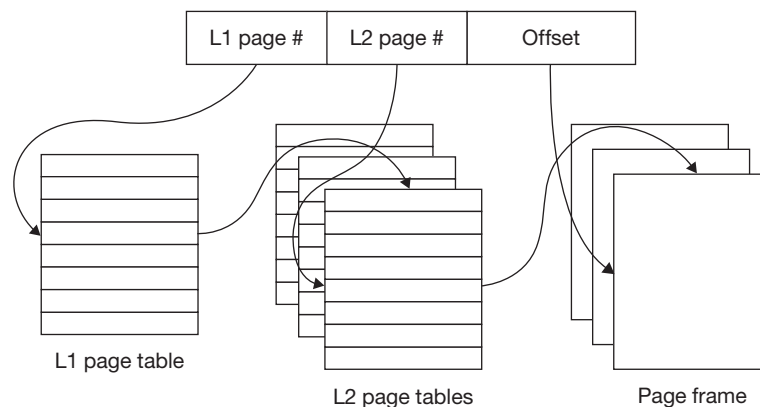 L1 page #
L2 page #
Offset
L1 page table
L2 page tables
Page frame